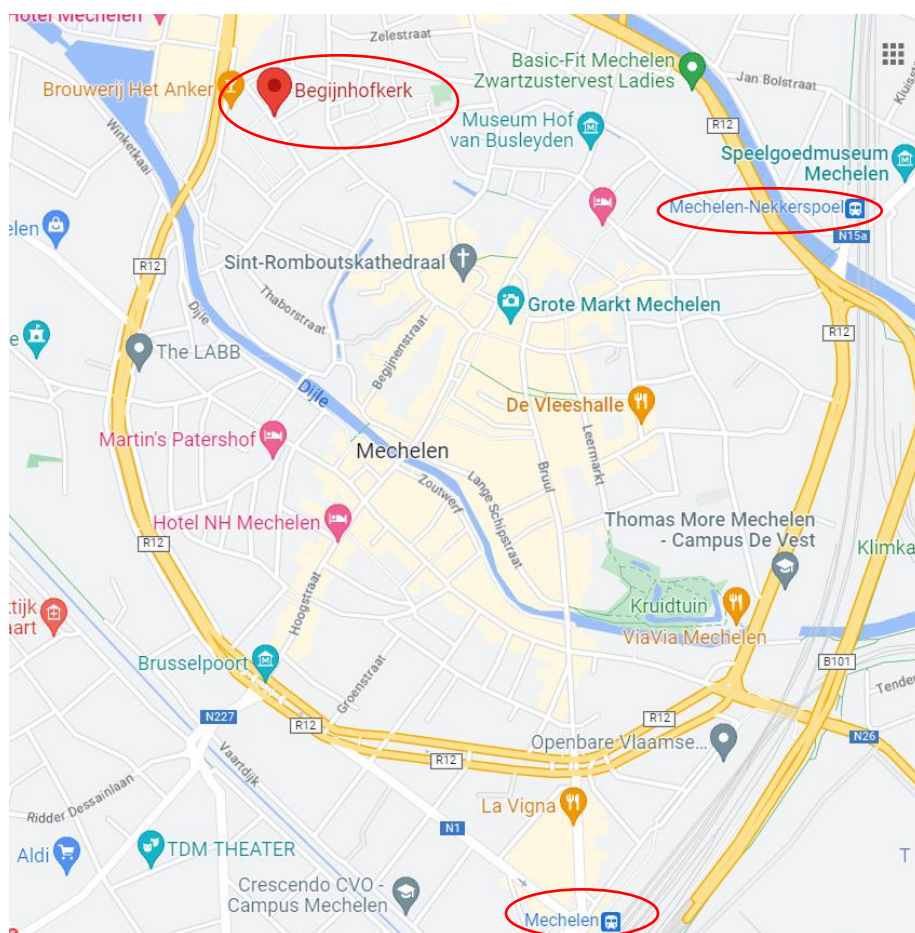 Hotel Mechelen
Zelestraat
Basic-Fit Mechelen
Zwartzustervest Ladies
Jan Bolstraat
Brouwerij Het Anker
Begijnhofkerk
Museum Hof
van Busleyden
R12
Winketkaai
Speelgoedmuseum
Mechelen
Mechelen-Nekkerspoel
elen
N15a
Sint-Romboutskathedraal
R12
Thaborstraat
Dijle
Grote Markt Mechelen
e
The LABB
R12
Begijnenstraat
Dijle
De Vleeshalle
Leermarkt
Martin's Patershof
Mechelen
Bruul
Zoutwerf
Lange Schipstraat
Hotel NH Mechelen
Thomas More Mechelen
- Campus De Vest
R12
Klimka
ktijk
aart
Hoogstraat
Kruidtuin
ViaVia Mechelen
R12
Brusselpoort
Groenstraat
B101
Tender
N227
R12
R12
Openbare Vlaamse...
N26
Vaartdijk
R12
Ridder Dessainlaan
La Vigna
N1
Aldi
TDM THEATER
T
Crescendo CVO -
Campus Mechelen
Mechelen